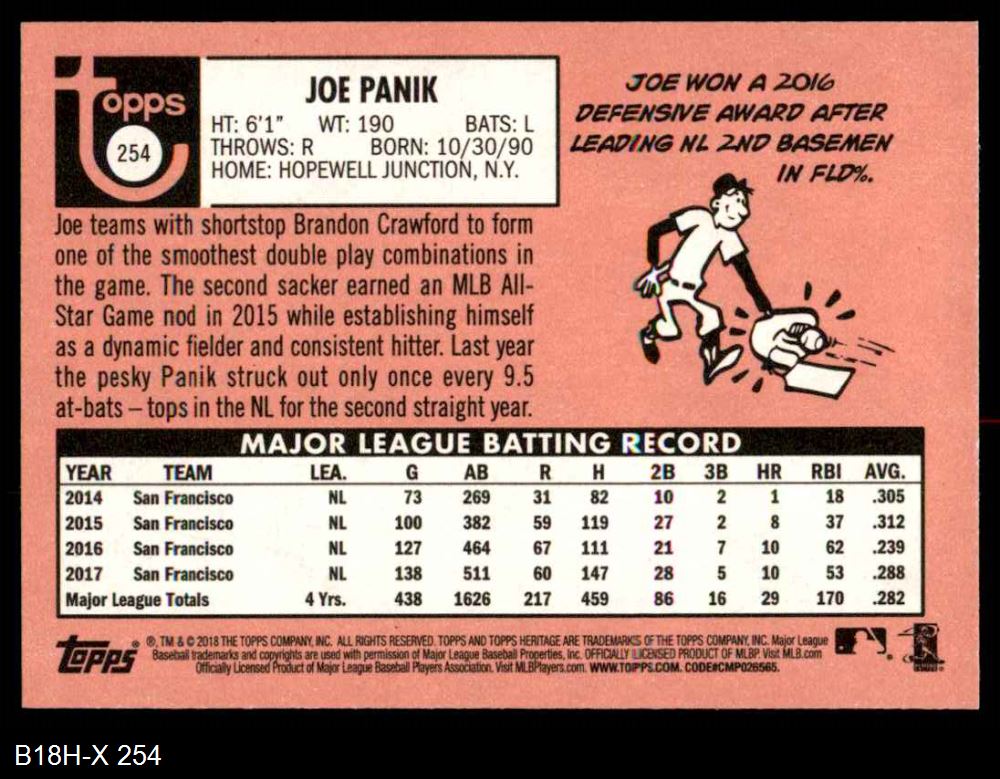 topps
254
JOE PANIK
HT: 6'1" WT: 190 BATS: L
THROWS: R BORN: 10/30/90
HOME: HOPEWELL JUNCTION, N.Y.
JOE WON A 2016
DEFENSIVE AWARD AFTER
LEADING NL 2ND BASEMEN
IN FLD%.
Joe teams with shortstop Brandon Crawford to form
one of the smoothest double play combinations in
the game. The second sacker earned an MLB All-
Star Game nod in 2015 while establishing himself
as a dynamic fielder and consistent hitter. Last year
the pesky Panik struck out only once every 9.5
at-bats – tops in the NL for the second straight year.
MAJOR LEAGUE BATTING RECORD
YEAR TEAM LEA. G AB R H 2B 3B HR RBI AVG.
2014 San Francisco NL 73 269 31 82 10 2 1 18 .305
2015 San Francisco NL 100 382 59 119 27 2 8 37 .312
2016 San Francisco NL 127 464 67 111 21 7 10 62 .239
2017 San Francisco NL 138 511 60 147 28 5 10 53 .288
Major League Totals 4 Yrs. 438 1626 217 459 86 16 29 170 .282
Topps®
®, TM & © 2018 THE TOPPS COMPANY, INC. ALL RIGHTS RESERVED. TOPPS AND TOPPS HERITAGE ARE TRADEMARKS OF THE TOPPS COMPANY, INC. Major League
Baseball trademarks and copyrights are used with permission of Major League Baseball Properties, Inc. OFFICIALLY LICENSED PRODUCT OF MLBP. Visit MLB.com
Officially Licensed Product of Major League Baseball Players Association. Visit MLBPlayers.com. WWW.TOPPS.COM. CODE#CMP026565.
B18H-X 254